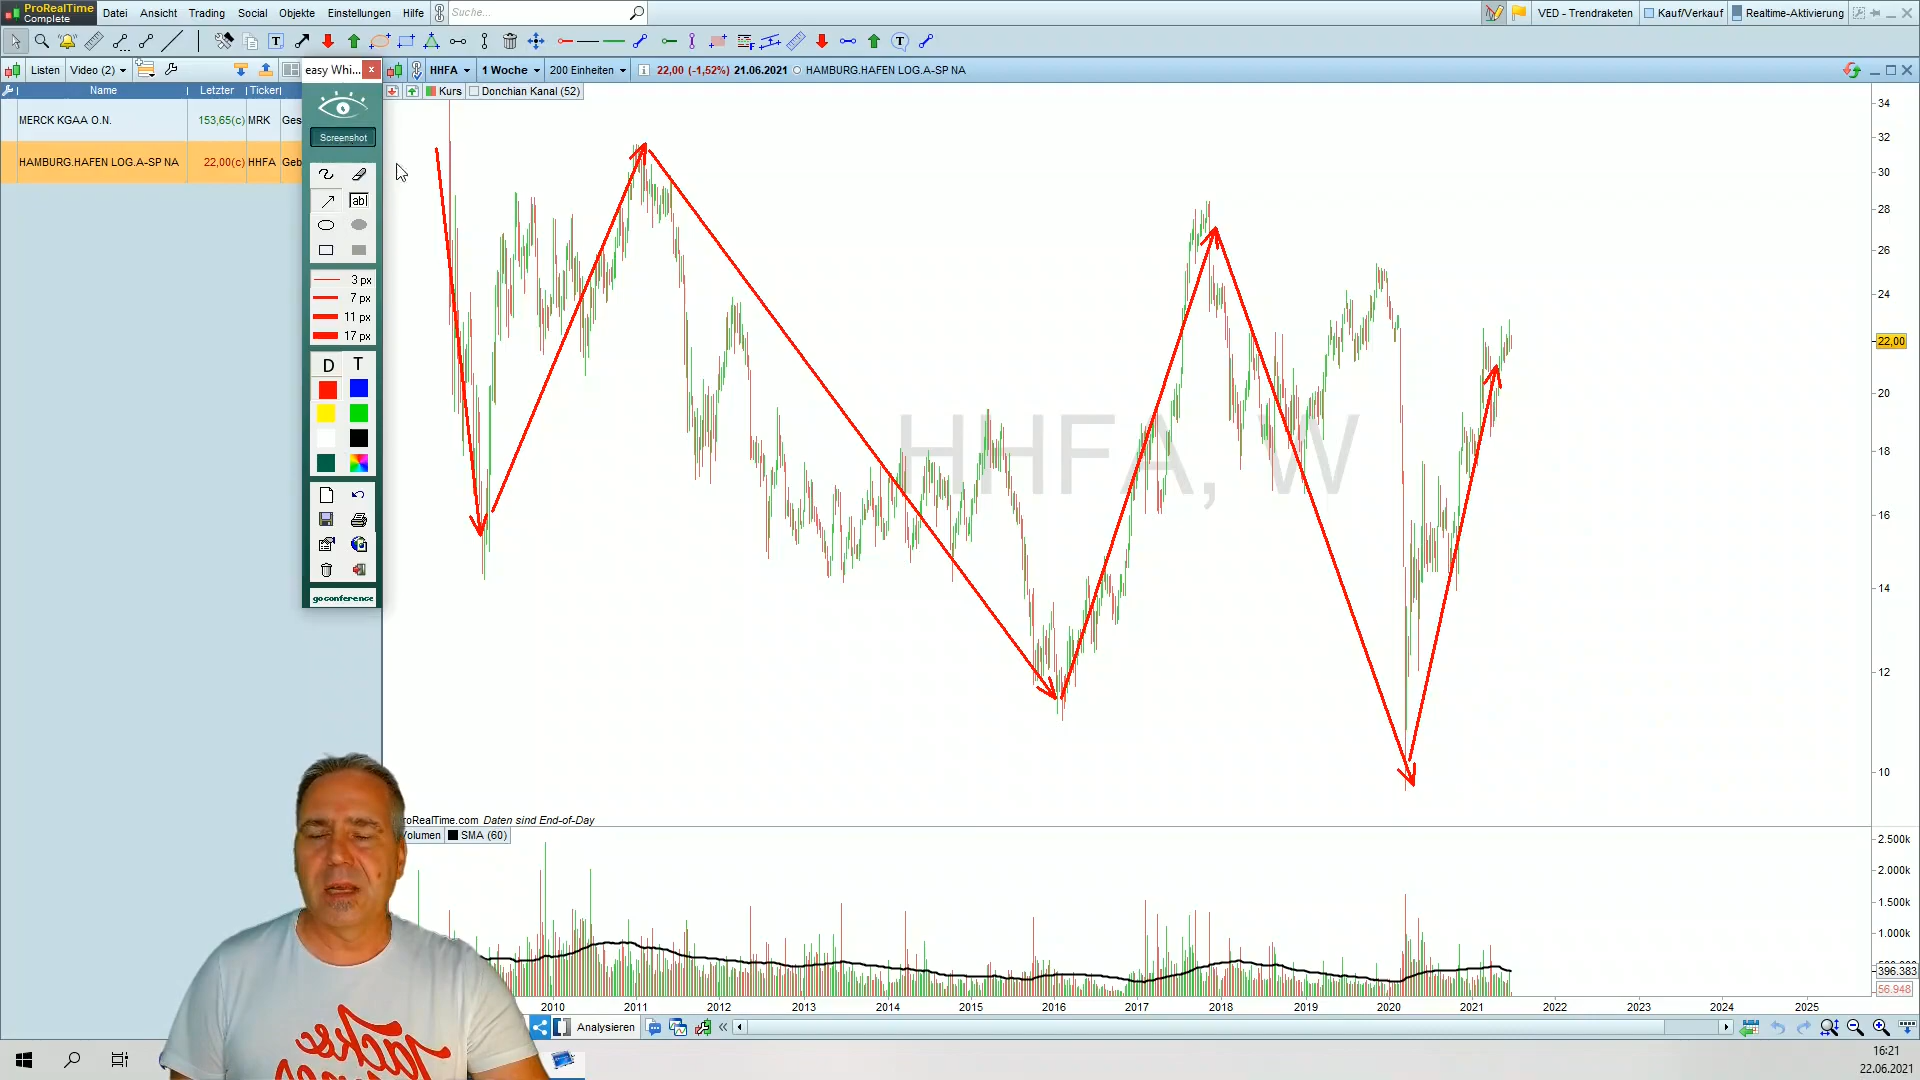 ProRealTime
Complete
Datei Ansicht Trading Social Objekte Einstellungen Hilfe Suche...
VED - Trendraketen Kauf/Verkauf Realtime-Aktivierung
Listen Video (2)
easy Whi... x
HHFA 1 Woche 200 Einheiten 22,00 (-1,52%) 21.06.2021 HAMBURG.HAFEN LOG.A-SP NA
Name Letzter Ticker
Kurs Donchian Kanal (52)
MERCK KGAA O.N. 153,65(c) MRK Ges
HAMBURG.HAFEN LOG.A-SP NA 22,00(c) HHFA Geb
Screenshot
ab
3 px
7 px
11 px
17 px
D T
goconference
HHFA, W
34
32
30
28
26
24
22,00
20
18
16
14
12
10
ProRealTime.com Daten sind End-of-Day
Volumen SMA (60)
2.500k
2.000k
1.500k
1.000k
396.383
56.948
2010 2011 2012 2013 2014 2015 2016 2017 2018 2019 2020 2021 2022 2023 2024 2025
Analysieren
16:21
22.06.2021